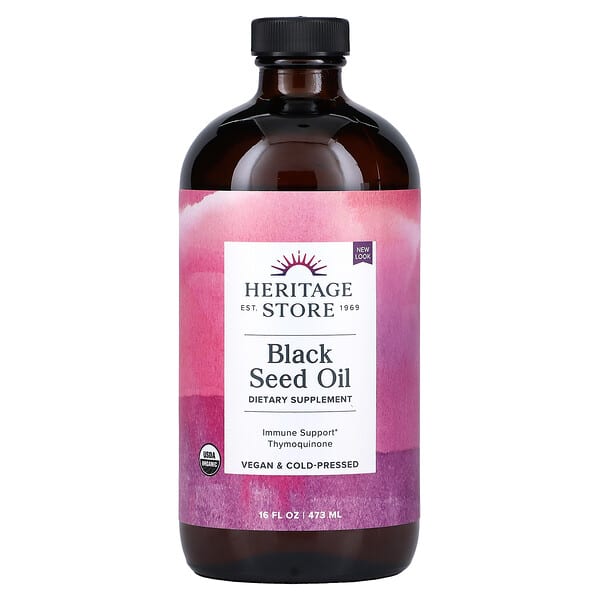 NEW
LOOK
HERITAGE
EST. STORE 1969
Black
Seed Oil
DIETARY SUPPLEMENT
Immune Support*
Thymoquinone
VEGAN & COLD-PRESSED
USDA
ORGANIC
16 FL OZ | 473 ML